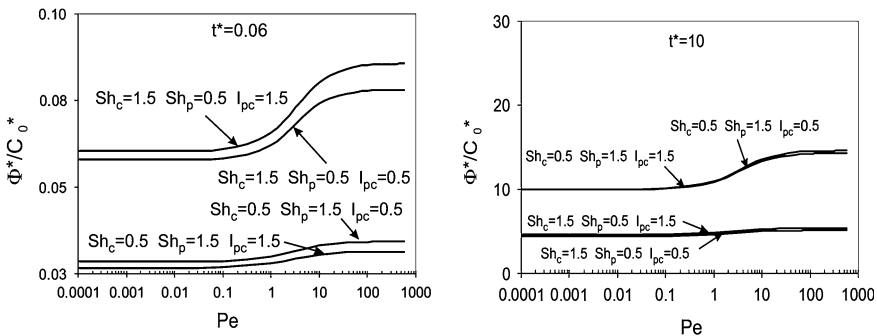 0.10
t*=0.06
0.08
Sh_c=1.5 Sh_p=0.5 I_pc=1.5
Φ*/C_0*
0.05
Sh_c=1.5 Sh_p=0.5 I_pc=0.5
Sh_c=0.5 Sh_p=1.5 I_pc=0.5
Sh_c=0.5 Sh_p=1.5 I_pc=1.5
0.03
0.0001 0.001 0.01 0.1 1 10 100 1000
Pe
30
t*=10
20
Sh_c=0.5 Sh_p=1.5 I_pc=0.5
Φ*/C_0*
Sh_c=0.5 Sh_p=1.5 I_pc=1.5
10
Sh_c=1.5 Sh_p=0.5 I_pc=1.5
Sh_c=1.5 Sh_p=0.5 I_pc=0.5
0
0.0001 0.001 0.01 0.1 1 10 100 1000
Pe